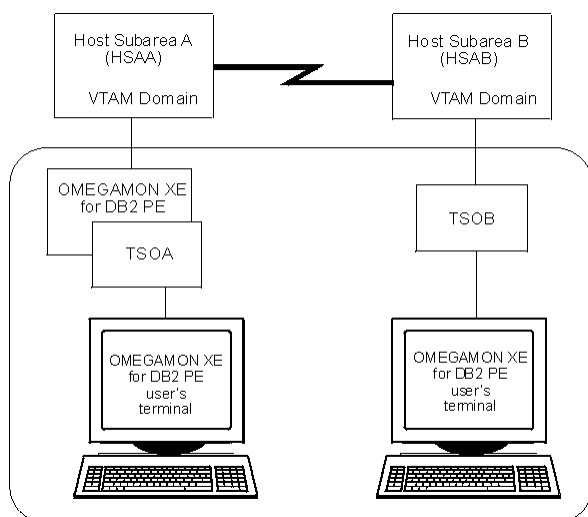 Host Subarea A
(HSAA)
VTAM Domain
Host Subarea B
(HSAB)
VTAM Domain
OMEGAMON XE
for DB2 PE
TSOA
TSOB
OMEGAMON XE
for DB2 PE
user's
terminal
OMEGAMON XE
for DB2 PE
user's
terminal